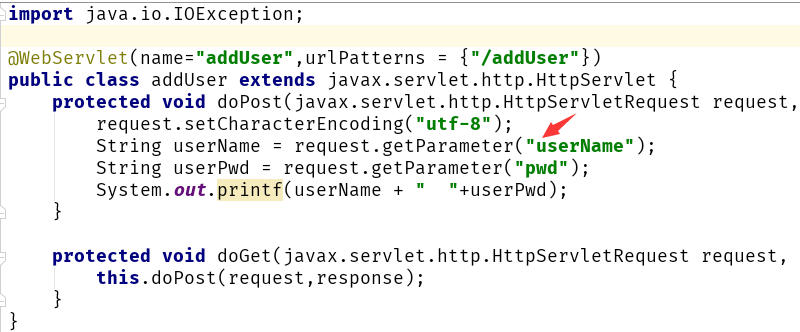 import java.io.IOException;
@WebServlet(name="addUser",urlPatterns = {"/addUser"})
public class addUser extends javax.servlet.http.HttpServlet {
    protected void doPost(javax.servlet.http.HttpServletRequest request,
        request.setCharacterEncoding("utf-8");
        String userName = request.getParameter("userName");
        String userPwd = request.getParameter("pwd");
        System.out.printf(userName + "  "+userPwd);
    }
    protected void doGet(javax.servlet.http.HttpServletRequest request,
        this.doPost(request,response);
    }
}